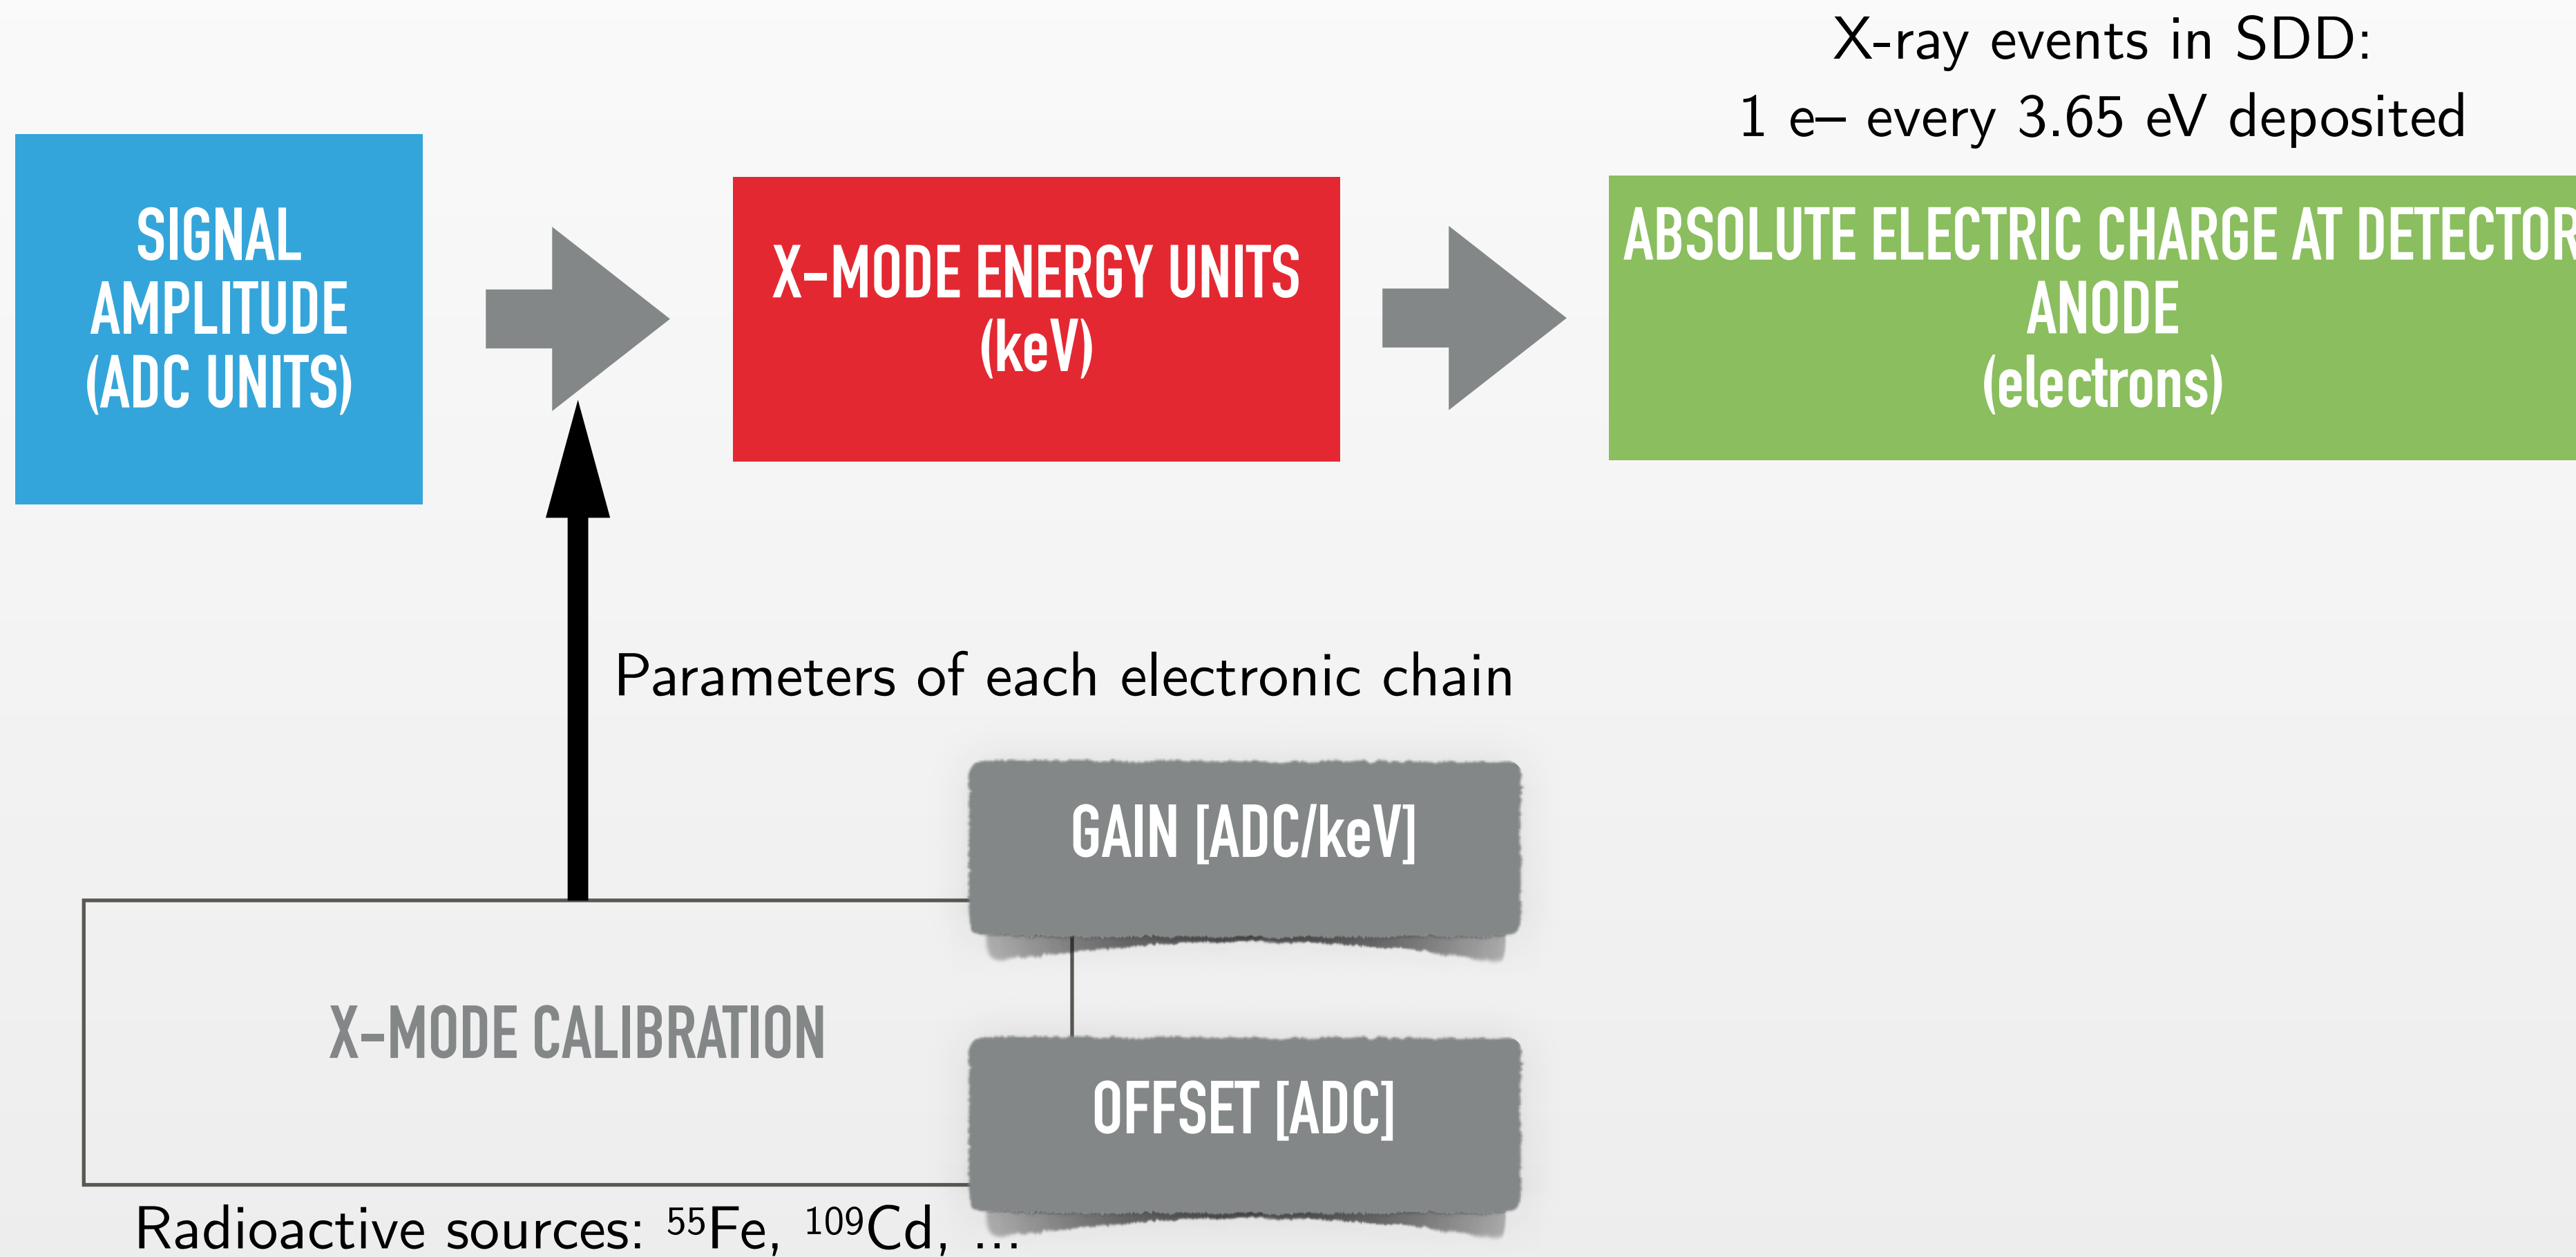 X-ray events in SDD:
1 e– every 3.65 eV deposited
SIGNAL
AMPLITUDE
(ADC UNITS)
X-MODE ENERGY UNITS
(keV)
ABSOLUTE ELECTRIC CHARGE AT DETECTOR
ANODE
(electrons)
Parameters of each electronic chain
GAIN [ADC/keV]
X-MODE CALIBRATION
OFFSET [ADC]
Radioactive sources: ⁵⁵Fe, ¹⁰⁹Cd, ...